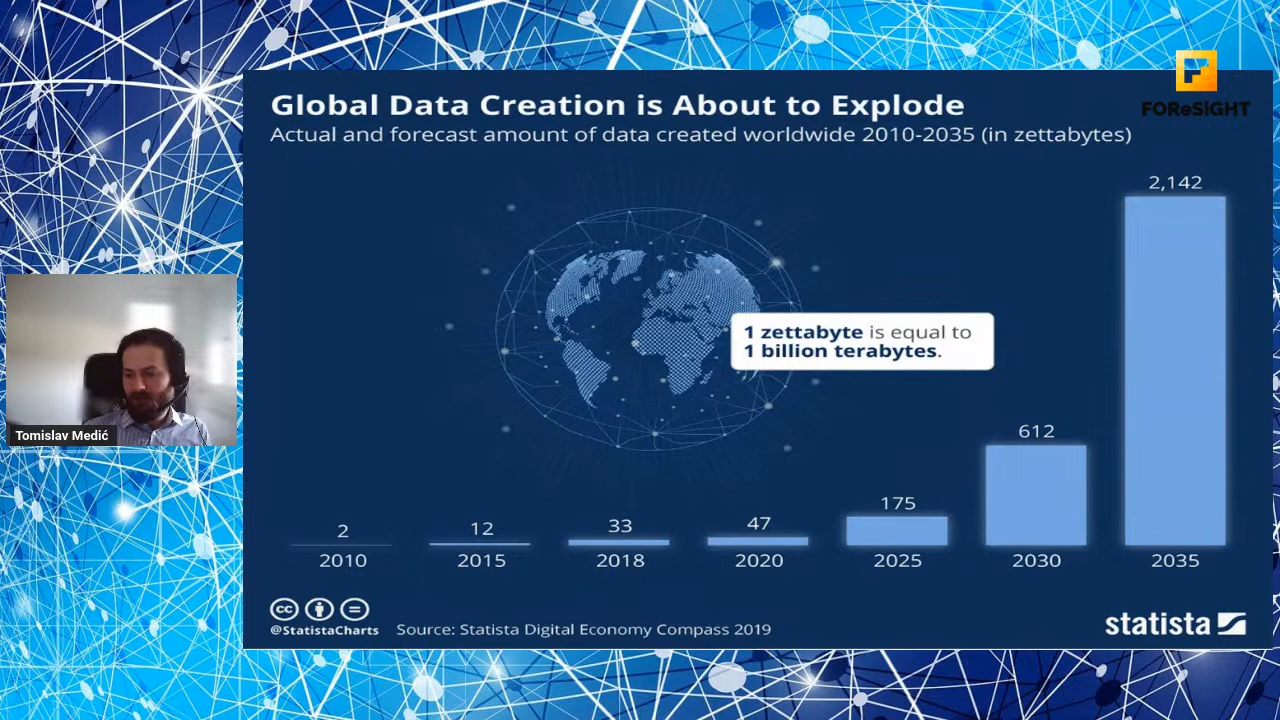 FOReSiGHT
Global Data Creation is About to Explode
Actual and forecast amount of data created worldwide 2010-2035 (in zettabytes)
2,142
1 zettabyte is equal to
1 billion terabytes.
612
175
47
33
12
2
2010
2015
2018
2020
2025
2030
2035
Tomislav Medić
cc
@StatistaCharts
Source: Statista Digital Economy Compass 2019
statista